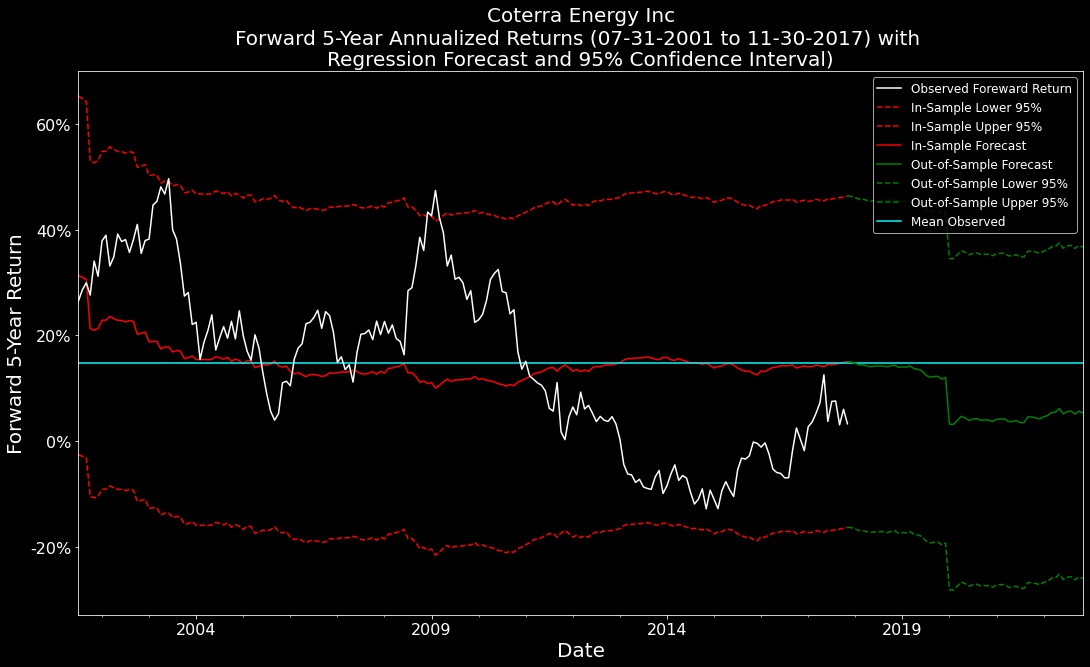 Coterra Energy Inc
Forward 5-Year Annualized Returns (07-31-2001 to 11-30-2017) with
Regression Forecast and 95% Confidence Interval)
Observed Foreward Return
In-Sample Lower 95%
In-Sample Upper 95%
In-Sample Forecast
Out-of-Sample Forecast
Out-of-Sample Lower 95%
Out-of-Sample Upper 95%
Mean Observed
Forward 5-Year Return
60%
40%
20%
0%
-20%
2004
2009
2014
2019
Date